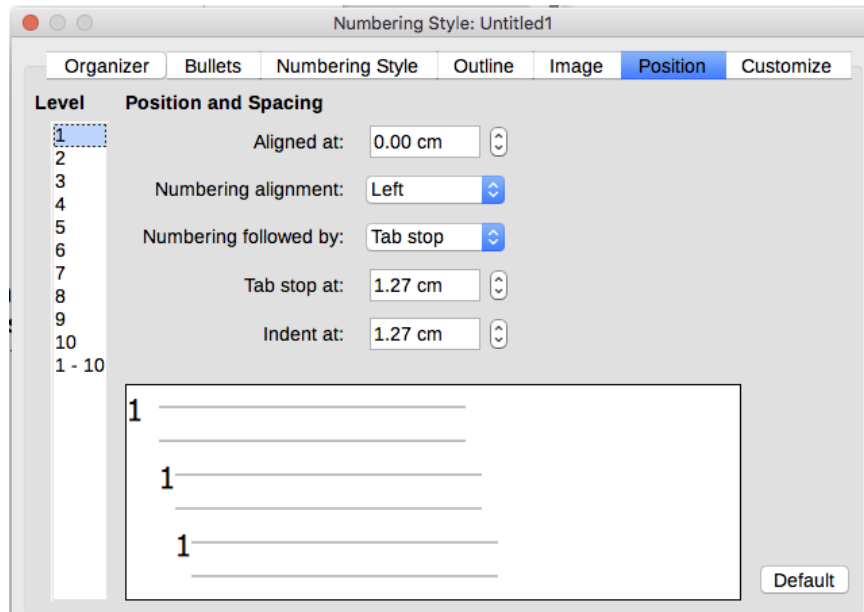 Numbering Style: Untitled1
Organizer Bullets Numbering Style Outline Image Position Customize
Level Position and Spacing
1
2
3
4
5
6
7
8
9
10
1 - 10
Aligned at: 0.00 cm
Numbering alignment: Left
Numbering followed by: Tab stop
Tab stop at: 1.27 cm
Indent at: 1.27 cm
1
1
1
Default